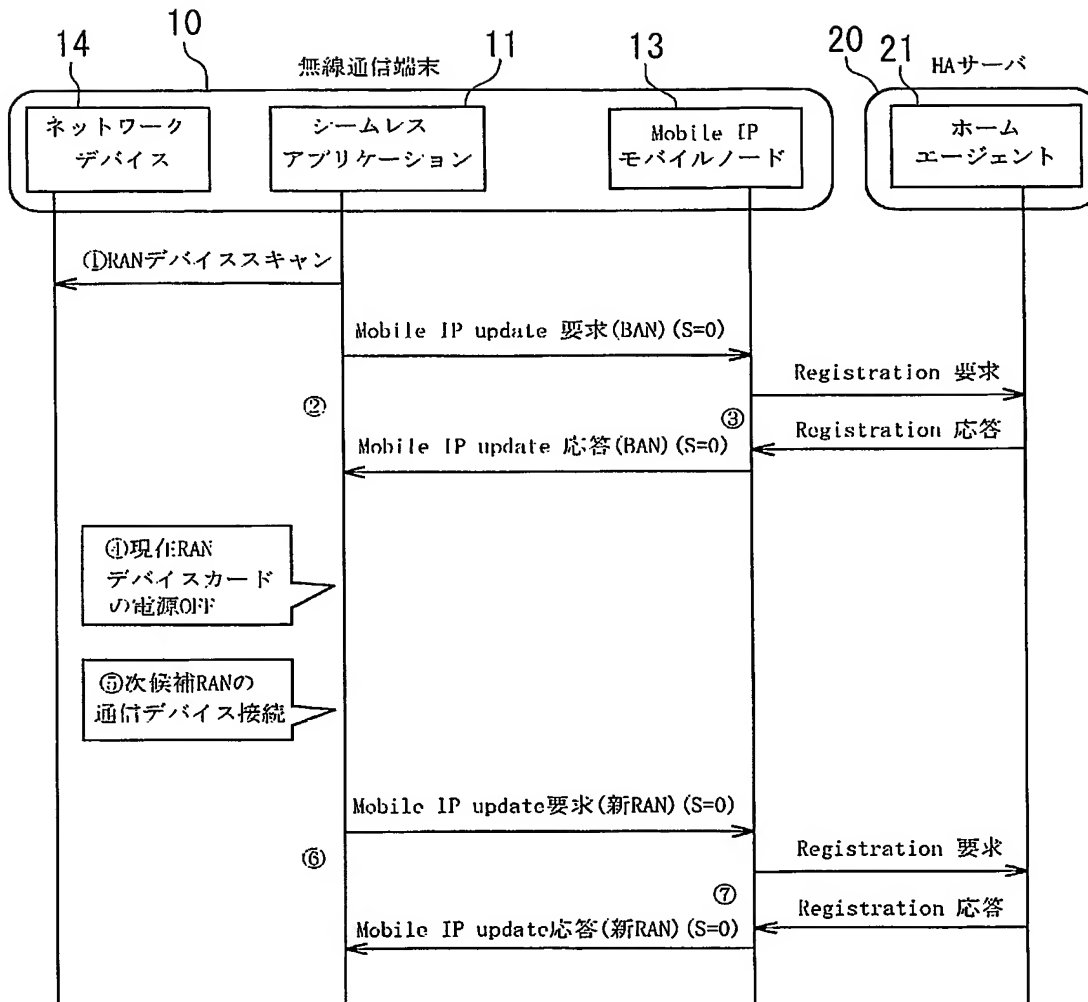 14
10
無線通信端末
11
13
20
21
HAサーバ
ネットワーク
デバイス
シームレス
アプリケーション
Mobile IP
モバイルノード
ホーム
エージェント
①RANデバイススキャン
Mobile IP update 要求(BAN)(S=0)
Registration 要求
②
③
Registration 応答
Mobile IP update 応答(BAN)(S=0)
④現在RAN
デバイスカード
の電源OFF
⑤次候補RANの
通信デバイス接続
Mobile IP update要求(新RAN)(S=0)
Registration 要求
⑥
⑦
Registration 応答
Mobile IP update応答(新RAN)(S=0)